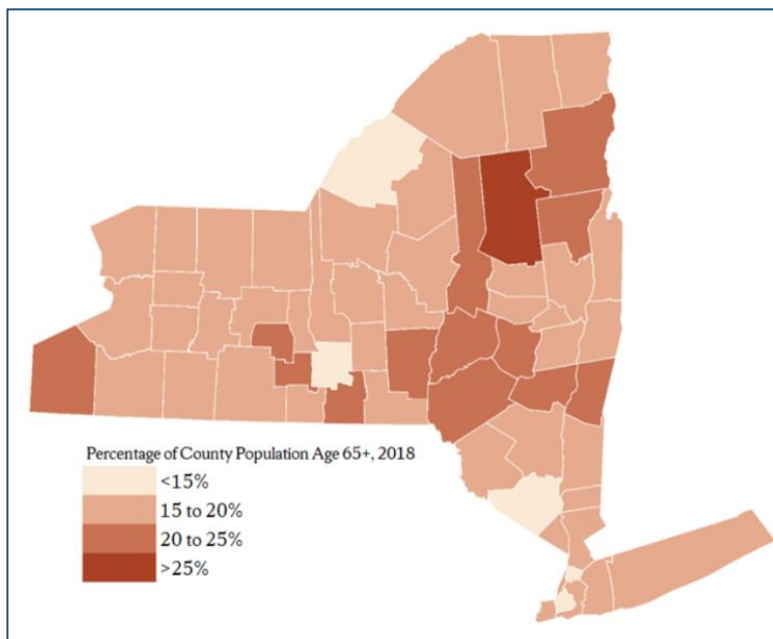 Percentage of County Population Age 65+, 2018
<15%
15 to 20%
20 to 25%
>25%